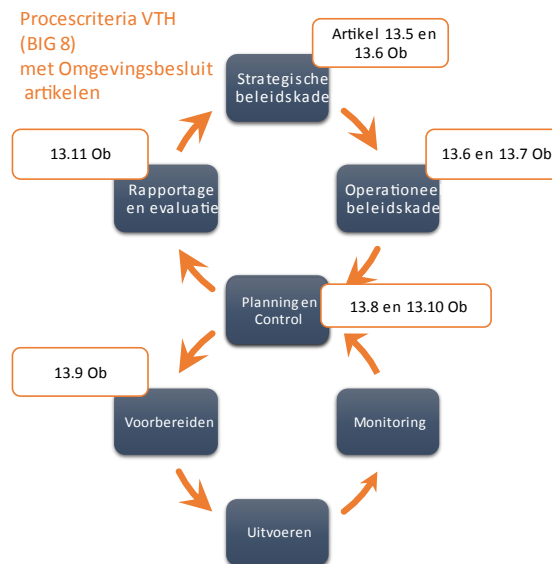 Procescriteria VTH
(BIG 8)
met Omgevingsbesluit
artikelen
Artikel 13.5 en
13.6 Ob
Strategische
beleidskade
13.11 Ob
Rapportage
en evaluatie
13.6 en 13.7 Ob
Operationee
beleidskade
Planning en
Control
13.8 en 13.10 Ob
13.9 Ob
Voorbereiden
Monitoring
Uitvoeren